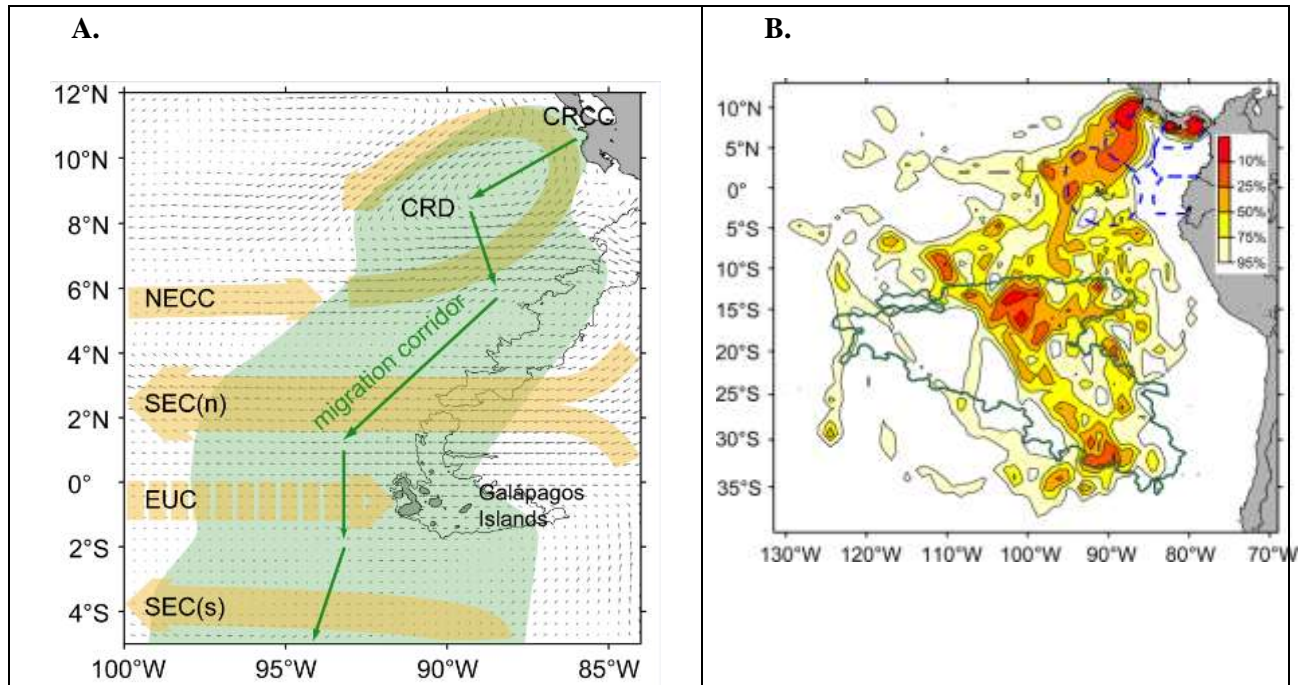 A.
12°N
10°N
8°N
6°N
4°N
2°N
0°
2°S
4°S
100°W
95°W
90°W
85°W
CRCC
CRD
NECC
migration corridor
SEC(n)
EUC
Galápagos
Islands
SEC(s)
B.
10°N
5°N
0°
5°S
10°S
15°S
20°S
25°S
30°S
35°S
130°W
120°W
110°W
100°W
90°W
80°W
70°W
10%
25%
50%
75%
95%